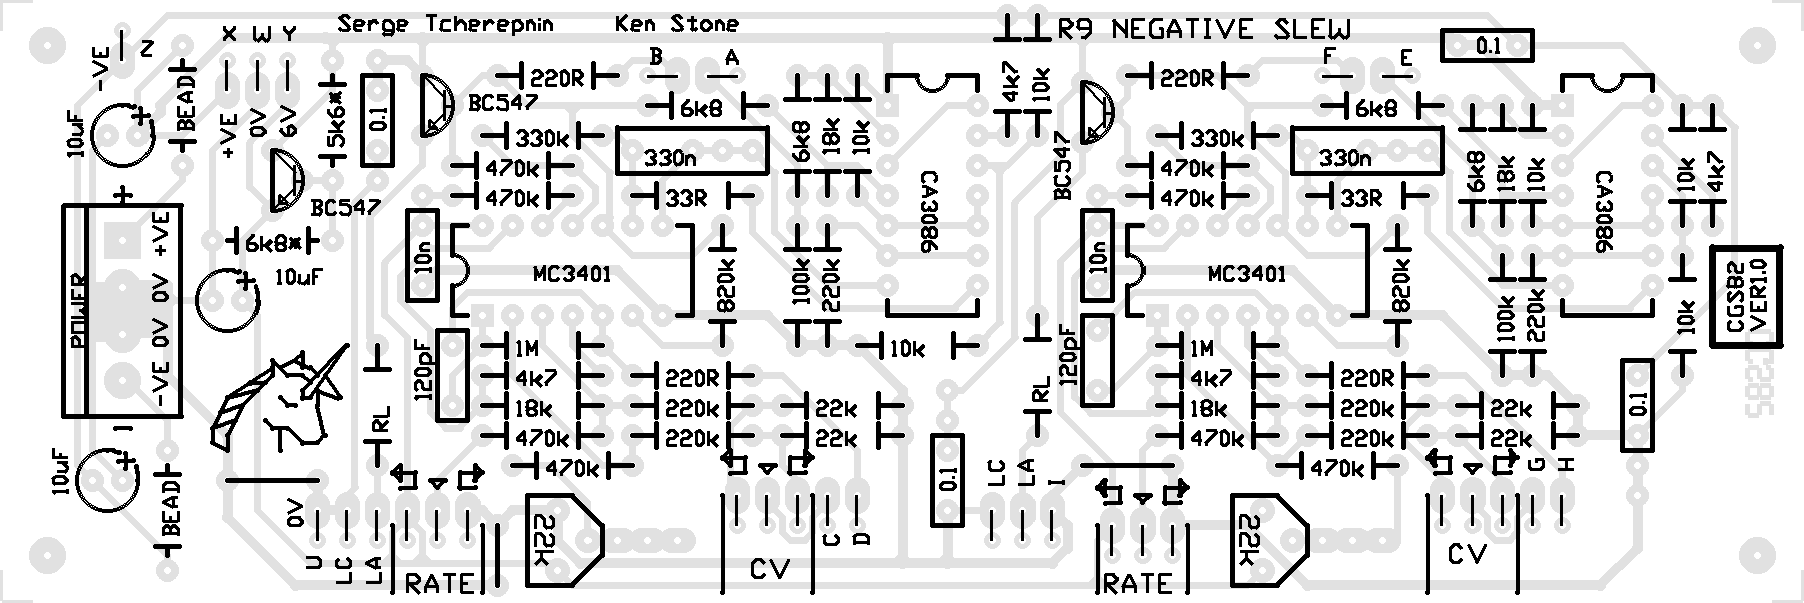 Serge Tcherepnin Ken Stone
R9 NEGATIVE SLEW
-VE
Z
X W Y
+VE
0V
6V
BEAD
10uF
5k6*
0.1
BC547
BC547
6k8*
10uF
+
POWER
+VE
0V
0V
-VE
-
10uF
BEAD
220R
B A
6k8
330k
330n
470k
470k
33R
10n
MC3401
820k
6k8
18k
10k
CA3086
100k
220k
10k
120pF
1M
4k7
18k
470k
470k
220R
220k
220k
22k
22k
RL
0V
U
LC
LA
RATE
22k
CV
C
D
0.1
4k7
10k
BC547
220R
F E
6k8
330k
330n
470k
470k
33R
10n
MC3401
820k
0.1
6k8
18k
10k
CA3086
10k
4k7
100k
220k
10k
CGSB2
VER1.0
120pF
RL
1M
4k7
18k
470k
470k
220R
220k
220k
22k
22k
0.1
LC
LA
I
RATE
22k
CV
G
H